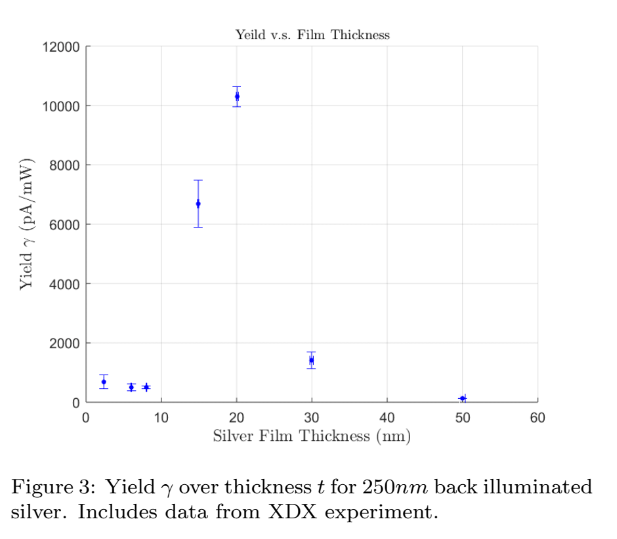 Yeild v.s. Film Thickness
12000
10000
8000
6000
4000
2000
0
Yield γ (pA/mW)
0 10 20 30 40 50 60
Silver Film Thickness (nm)
Figure 3: Yield γ over thickness t for 250nm back illuminated
silver. Includes data from XDX experiment.